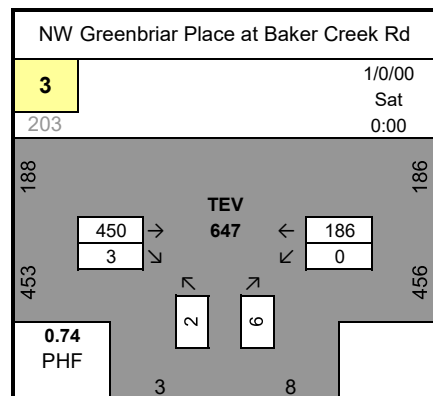 NW Greenbriar Place at Baker Creek Rd
3
1/0/00
Sat
203
0:00
188
186
TEV
450 → 647 ← 186
3 ↘ ↙ 0
453
456
↖ ↗
2 6
0.74
PHF
3 8